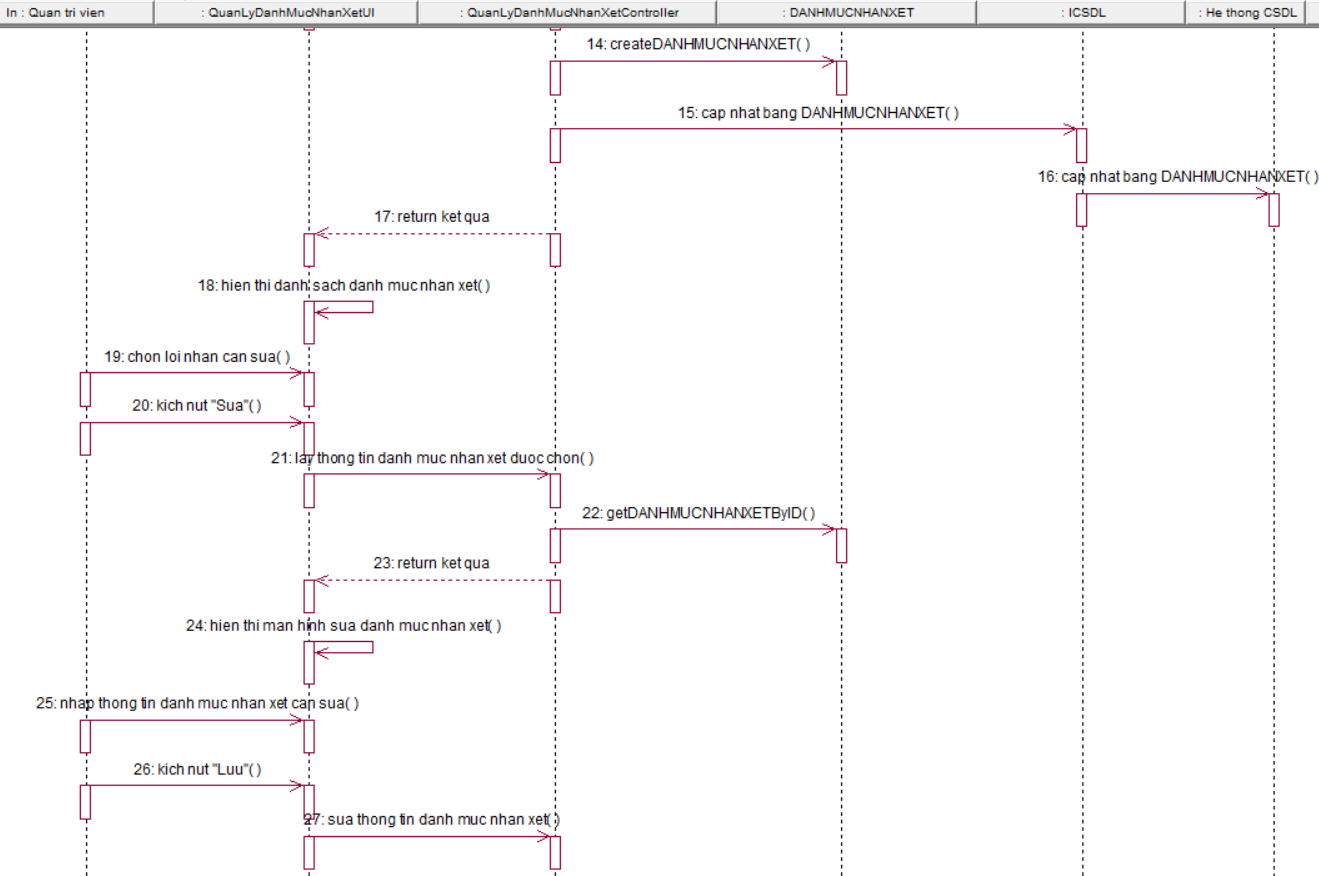 In : Quan tri vien
: QuanLyDanhMucNhanXetUI
: QuanLyDanhMucNhanXetController
: DANHMUCNHANXET
: ICSDL
: He thong CSDL
14: createDANHMUCNHANXET( )
15: cap nhat bang DANHMUCNHANXET( )
16: cap nhat bang DANHMUCNHANXET( )
17: return ket qua
18: hien thi danh sach danh muc nhan xet( )
19: chon loi nhan can sua( )
20: kich nut "Sua"( )
21: lay thong tin danh muc nhan xet duoc chon( )
22: getDANHMUCNHANXETByID( )
23: return ket qua
24: hien thi man hinh sua danh muc nhan xet( )
25: nhap thong tin danh muc nhan xet can sua( )
26: kich nut "Luu"( )
27: sua thong tin danh muc nhan xet( )